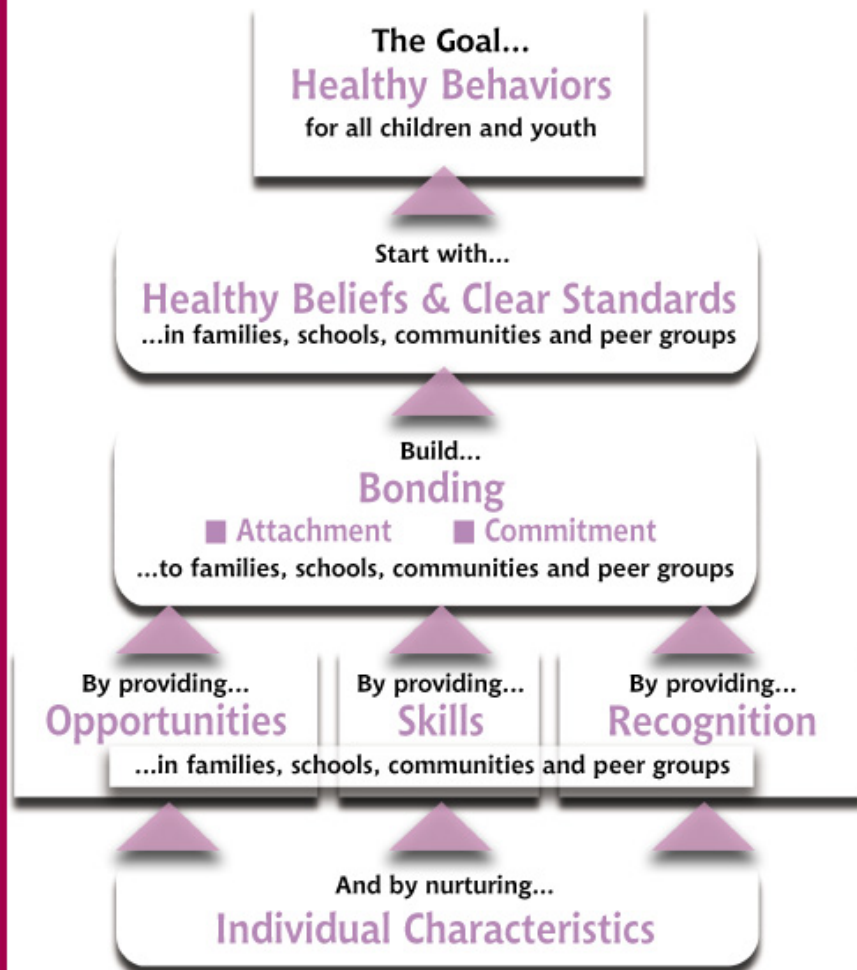 The Goal...
Healthy Behaviors
for all children and youth
Start with...
Healthy Beliefs & Clear Standards
...in families, schools, communities and peer groups
Build...
Bonding
■ Attachment ■ Commitment
...to families, schools, communities and peer groups
By providing... By providing... By providing...
Opportunities Skills Recognition
...in families, schools, communities and peer groups
And by nurturing...
Individual Characteristics